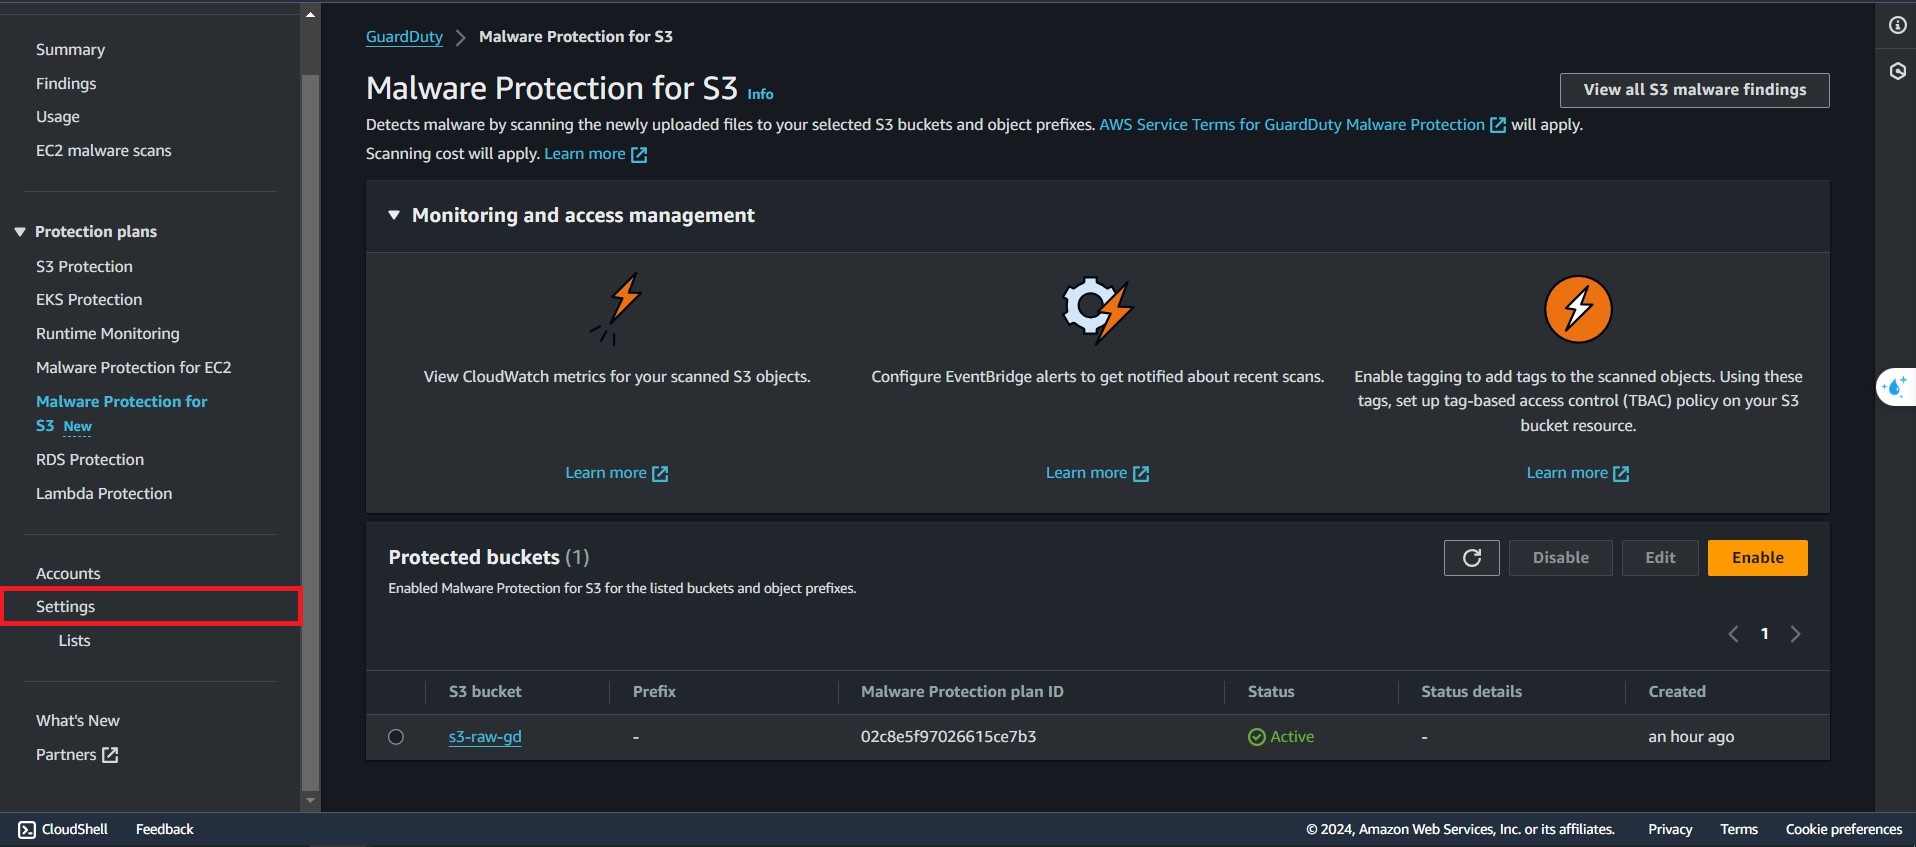 Summary
Findings
Usage
EC2 malware scans
Protection plans
S3 Protection
EKS Protection
Runtime Monitoring
Malware Protection for EC2
Malware Protection for
S3 New
RDS Protection
Lambda Protection
Accounts
Settings
Lists
What's New
Partners
GuardDuty Malware Protection for S3
Malware Protection for S3 Info
View all S3 malware findings
Detects malware by scanning the newly uploaded files to your selected S3 buckets and object prefixes. AWS Service Terms for GuardDuty Malware Protection will apply.
Scanning cost will apply. Learn more
Monitoring and access management
View CloudWatch metrics for your scanned S3 objects.
Learn more
Configure EventBridge alerts to get notified about recent scans.
Learn more
Enable tagging to add tags to the scanned objects. Using these
tags, set up tag-based access control (TBAC) policy on your S3
bucket resource.
Learn more
Protected buckets (1)
Enabled Malware Protection for S3 for the listed buckets and object prefixes.
Disable Edit Enable
1
S3 bucket Prefix Malware Protection plan ID Status Status details Created
s3-raw-gd - 02c8e5f97026615ce7b3 Active - an hour ago
CloudShell Feedback © 2024, Amazon Web Services, Inc. or its affiliates. Privacy Terms Cookie preferences